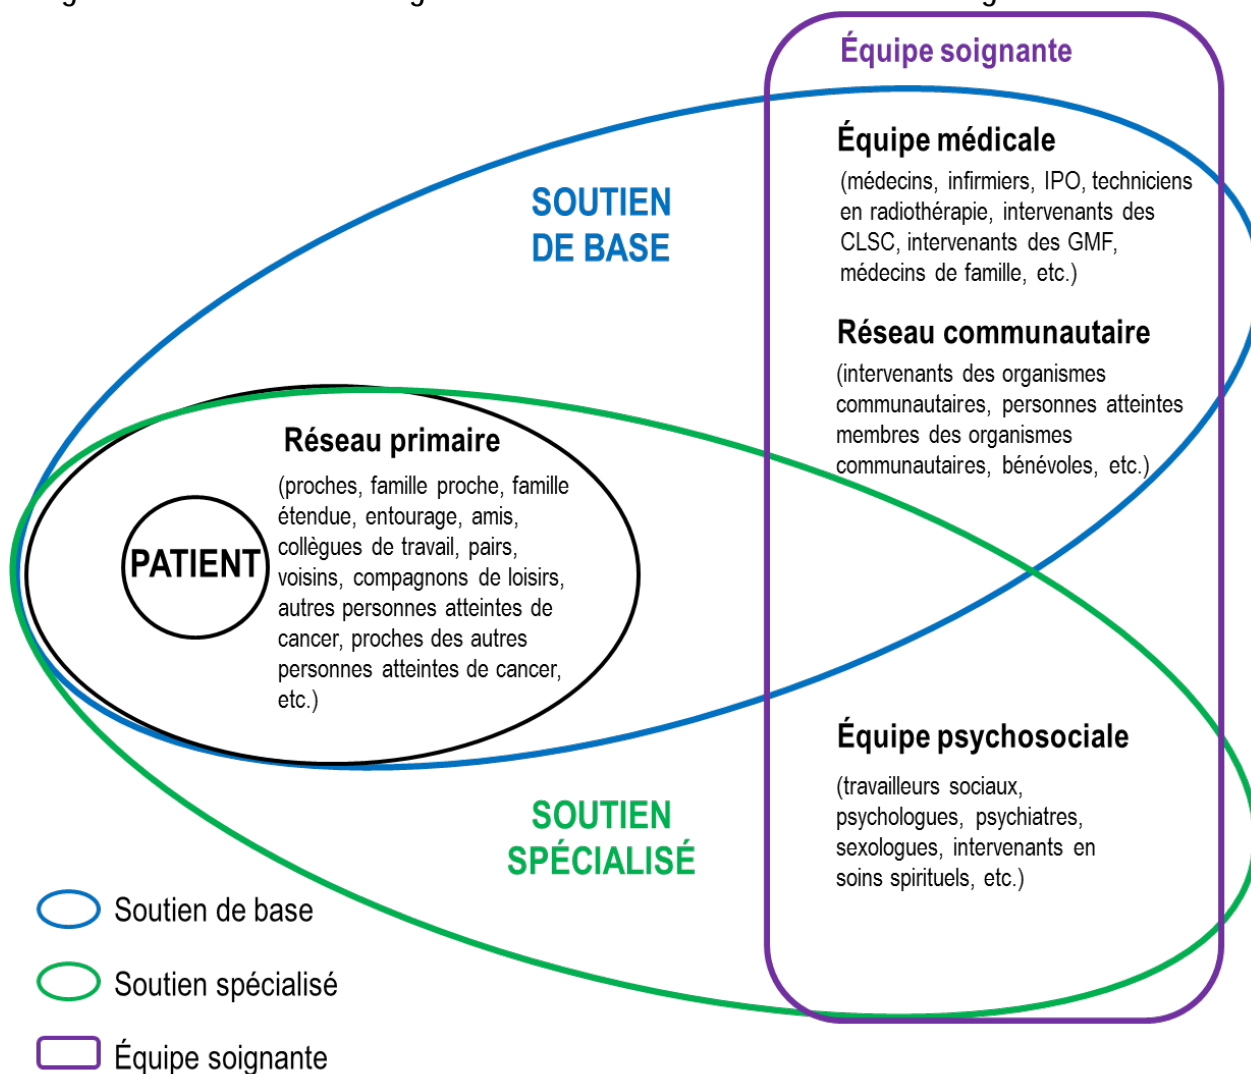 Équipe soignante
Équipe médicale
(médecins, infirmiers, IPO, techniciens
en radiothérapie, intervenants des
CLSC, intervenants des GMF,
médecins de famille, etc.)
SOUTIEN
DE BASE
Réseau communautaire
(intervenants des organismes
communautaires, personnes atteintes
membres des organismes
communautaires, bénévoles, etc.)
Réseau primaire
(proches, famille proche, famille
étendue, entourage, amis,
collègues de travail, pairs,
voisins, compagnons de loisirs,
autres personnes atteintes de
cancer, proches des autres
personnes atteintes de cancer,
etc.)
PATIENT
Équipe psychosociale
(travailleurs sociaux,
psychologues, psychiatres,
sexologues, intervenants en
soins spirituels, etc.)
SOUTIEN
SPÉCIALISÉ
Soutien de base
Soutien spécialisé
Équipe soignante